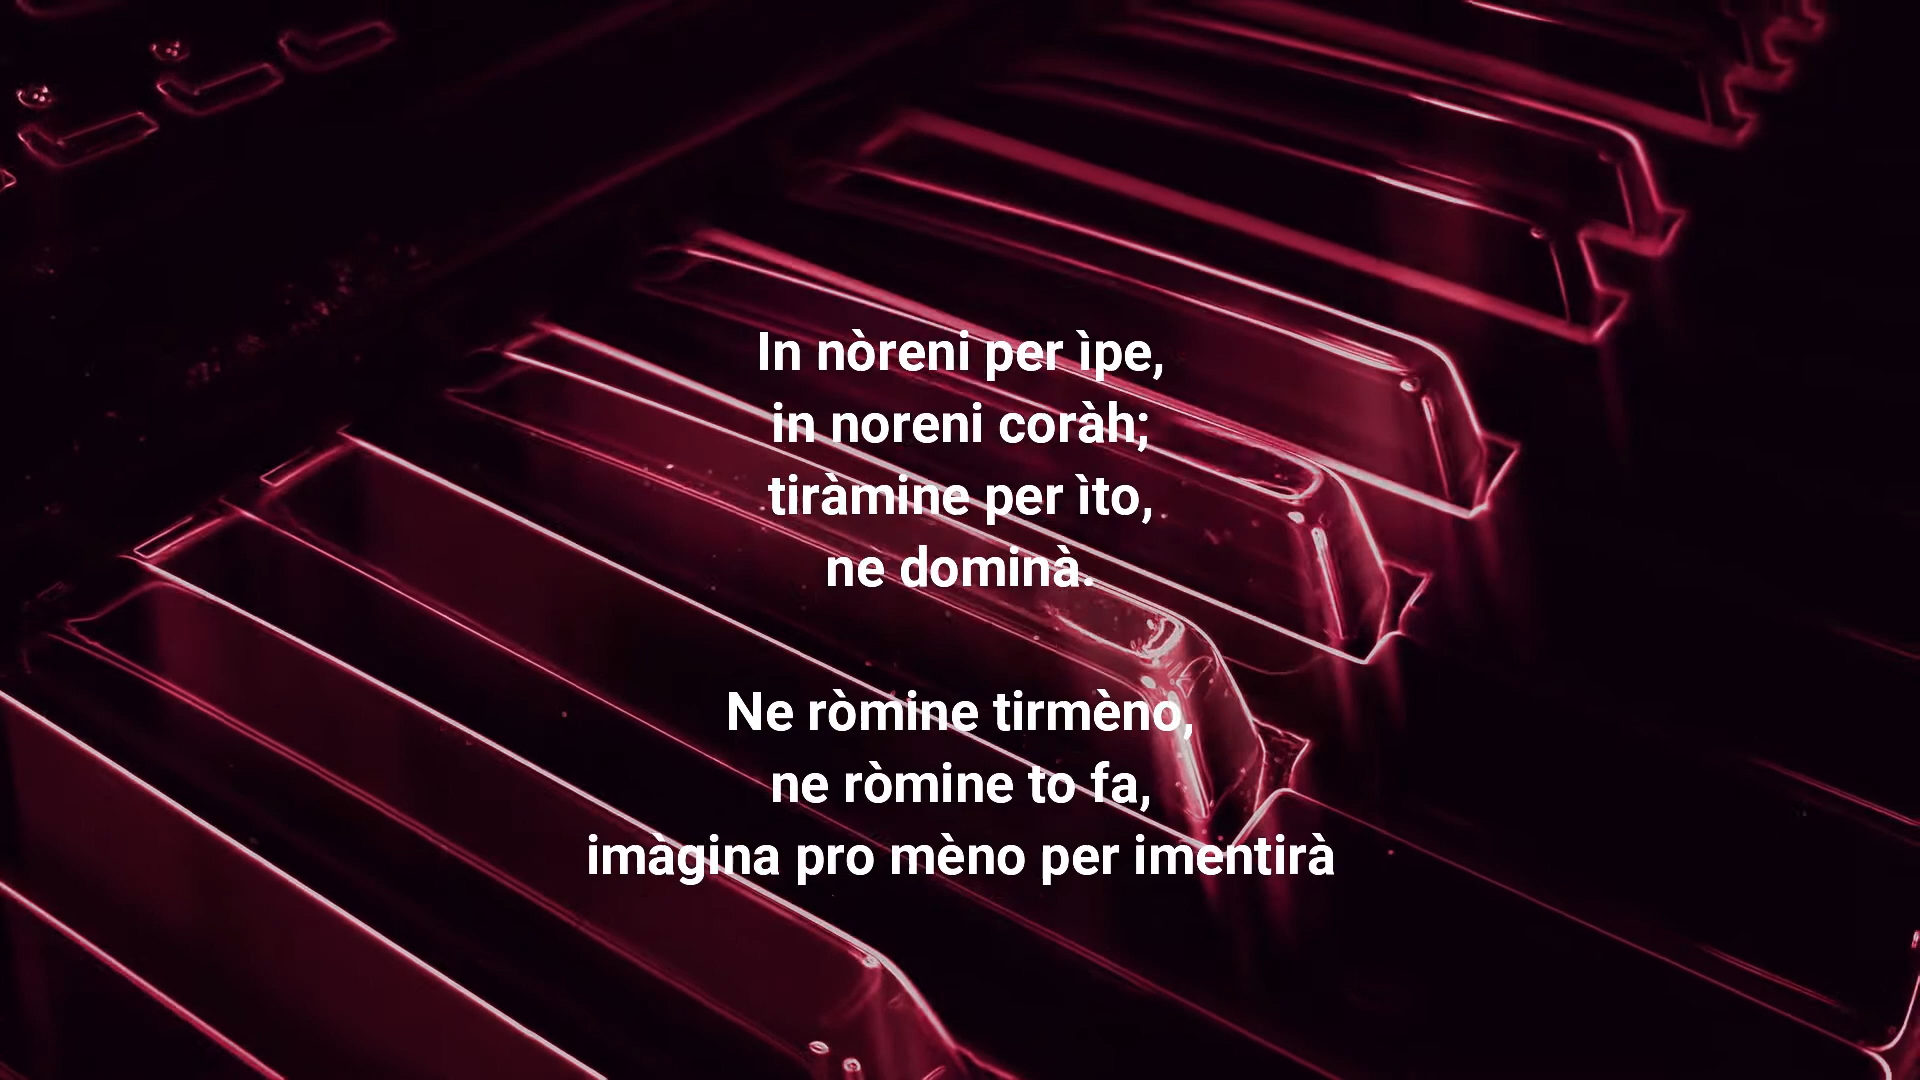 In nòreni per ìpe,
in noreni coràh;
tiràmine per ìto,
ne dominà.
Ne ròmine tirmèno,
ne ròmine to fa,
imàgina pro mèno per imentirà